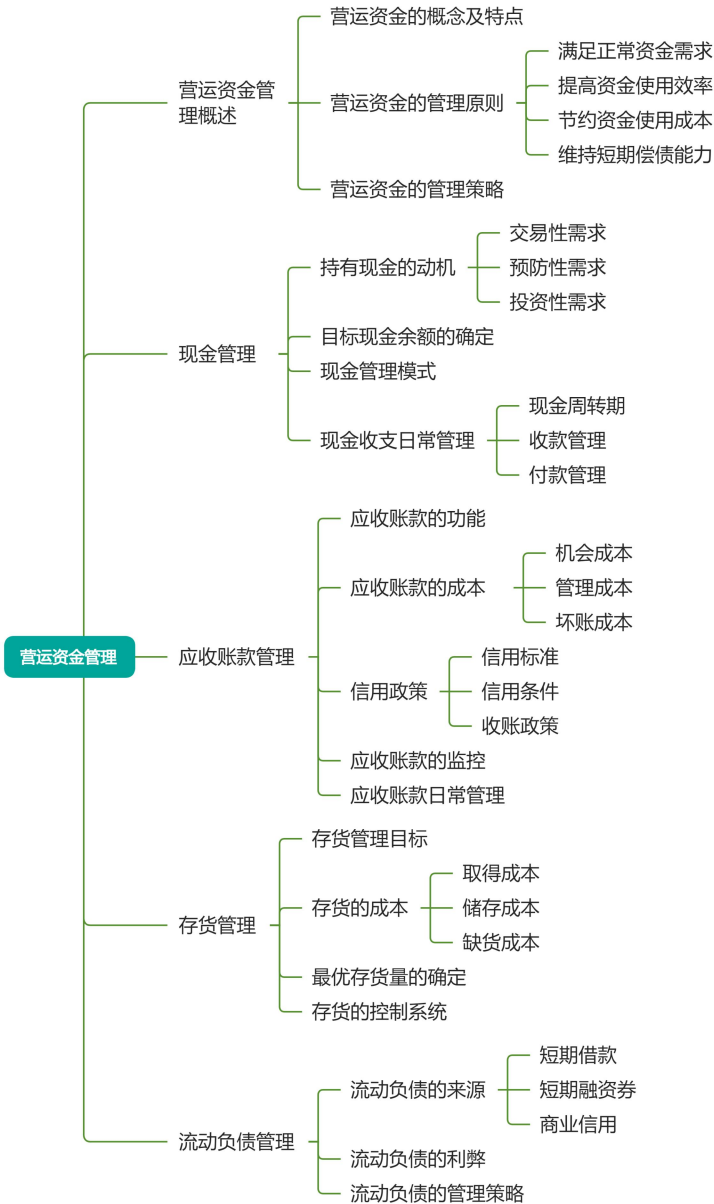 营运资金的概念及特点
满足正常资金需求
提高资金使用效率
营运资金管
理概述
营运资金的管理原则
节约资金使用成本
维持短期偿债能力
营运资金的管理策略
交易性需求
持有现金的动机
预防性需求
投资性需求
目标现金余额的确定
现金管理
现金管理模式
现金周转期
现金收支日常管理
收款管理
付款管理
应收账款的功能
机会成本
应收账款的成本
管理成本
坏账成本
营运资金管理
应收账款管理
信用标准
信用政策
信用条件
收账政策
应收账款的监控
应收账款日常管理
存货管理目标
取得成本
存货的成本
储存成本
存货管理
缺货成本
最优存货量的确定
存货的控制系统
短期借款
流动负债的来源
短期融资券
商业信用
流动负债管理
流动负债的利弊
流动负债的管理策略